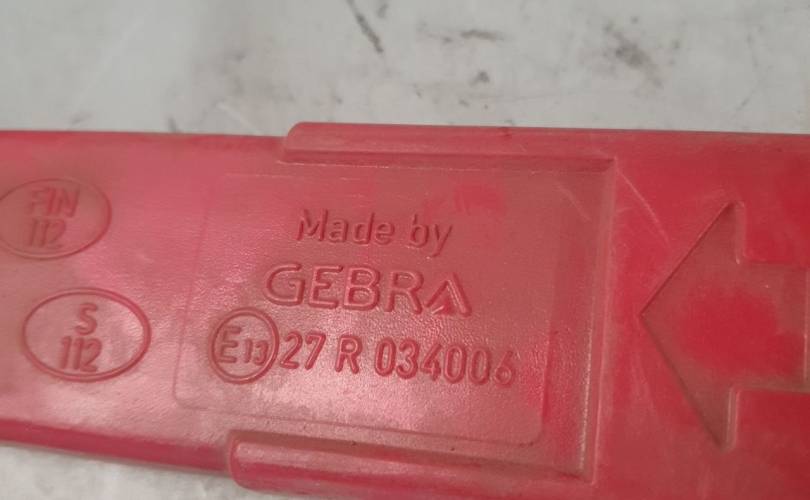 FIN
112
S
112
Made by
GEBRA
E13 27 R 034006